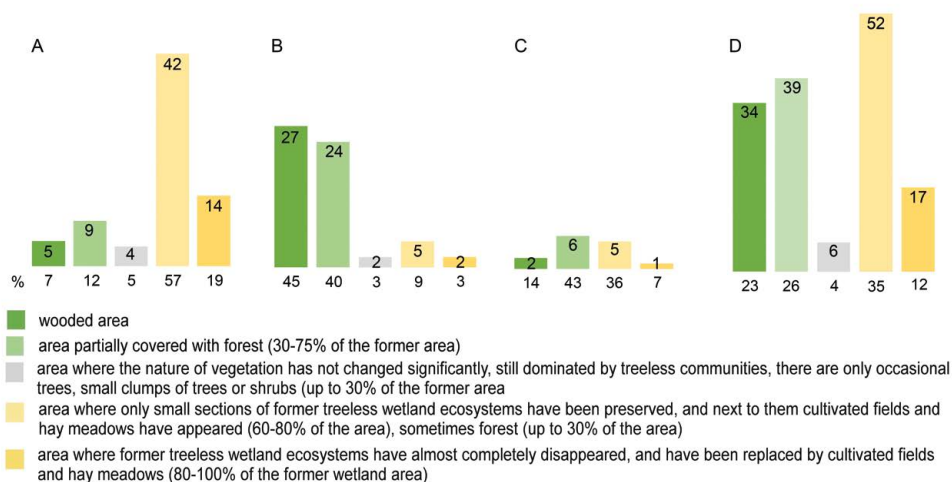 A B C D
42 27 24 52
39
34
14 17
9
5 4 2 5 2 2 6 5 1 6
% 7 12 5 57 19 45 40 3 9 3 14 43 36 7 23 26 4 35 12
wooded area
area partially covered with forest (30-75% of the former area)
area where the nature of vegetation has not changed significantly, still dominated by treeless communities, there are only occasional
trees, small clumps of trees or shrubs (up to 30% of the former area
area where only small sections of former treeless wetland ecosystems have been preserved, and next to them cultivated fields and
hay meadows have appeared (60-80% of the area), sometimes forest (up to 30% of the area)
area where former treeless wetland ecosystems have almost completely disappeared, and have been replaced by cultivated fields
and hay meadows (80-100% of the former wetland area)